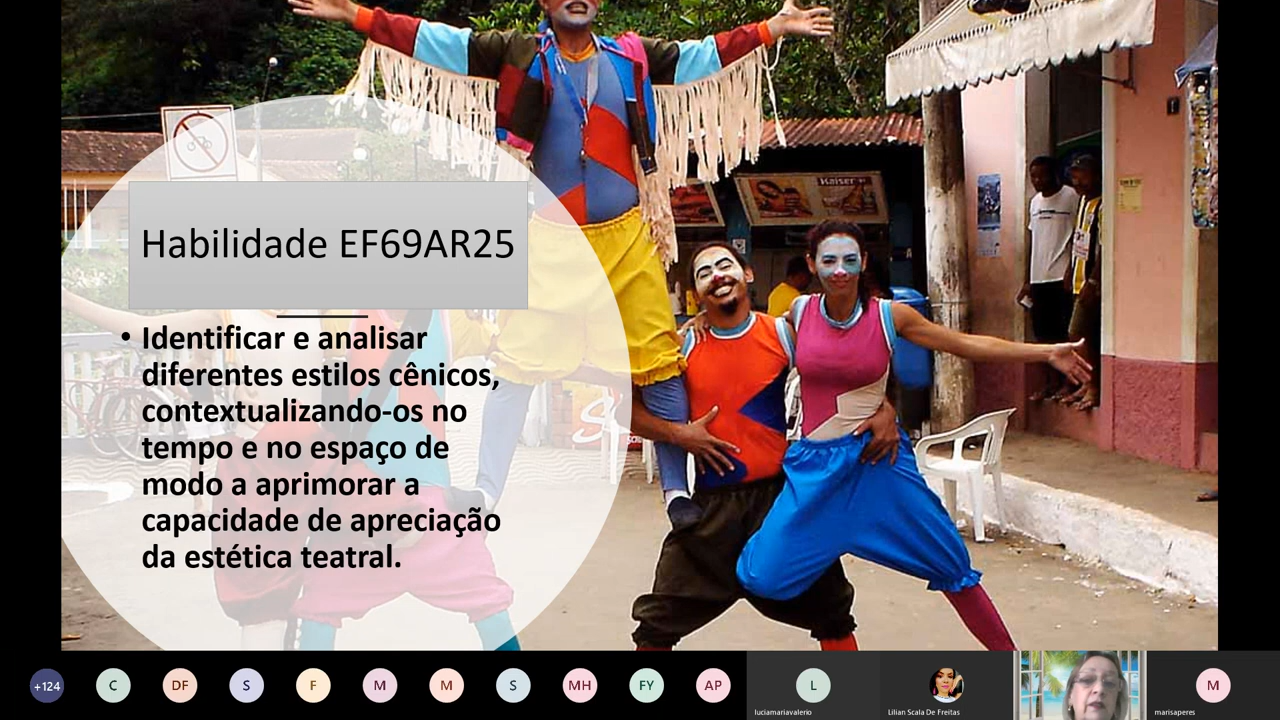 Kaiser
Habilidade EF69AR25
• Identificar e analisar
diferentes estilos cênicos,
contextualizando-os no
tempo e no espaço de
modo a aprimorar a
capacidade de apreciação
da estética teatral.
+124
C
DF
S
F
M
M
S
MH
FY
AP
L
M
luciamariavalerio
Lilian Scala De Freitas
marisaperes